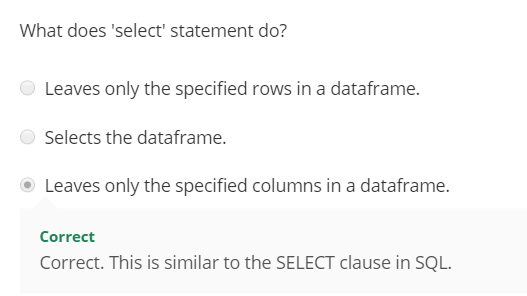 What does 'select' statement do?
Leaves only the specified rows in a dataframe.
Selects the dataframe.
Leaves only the specified columns in a dataframe.
Correct
Correct. This is similar to the SELECT clause in SQL.